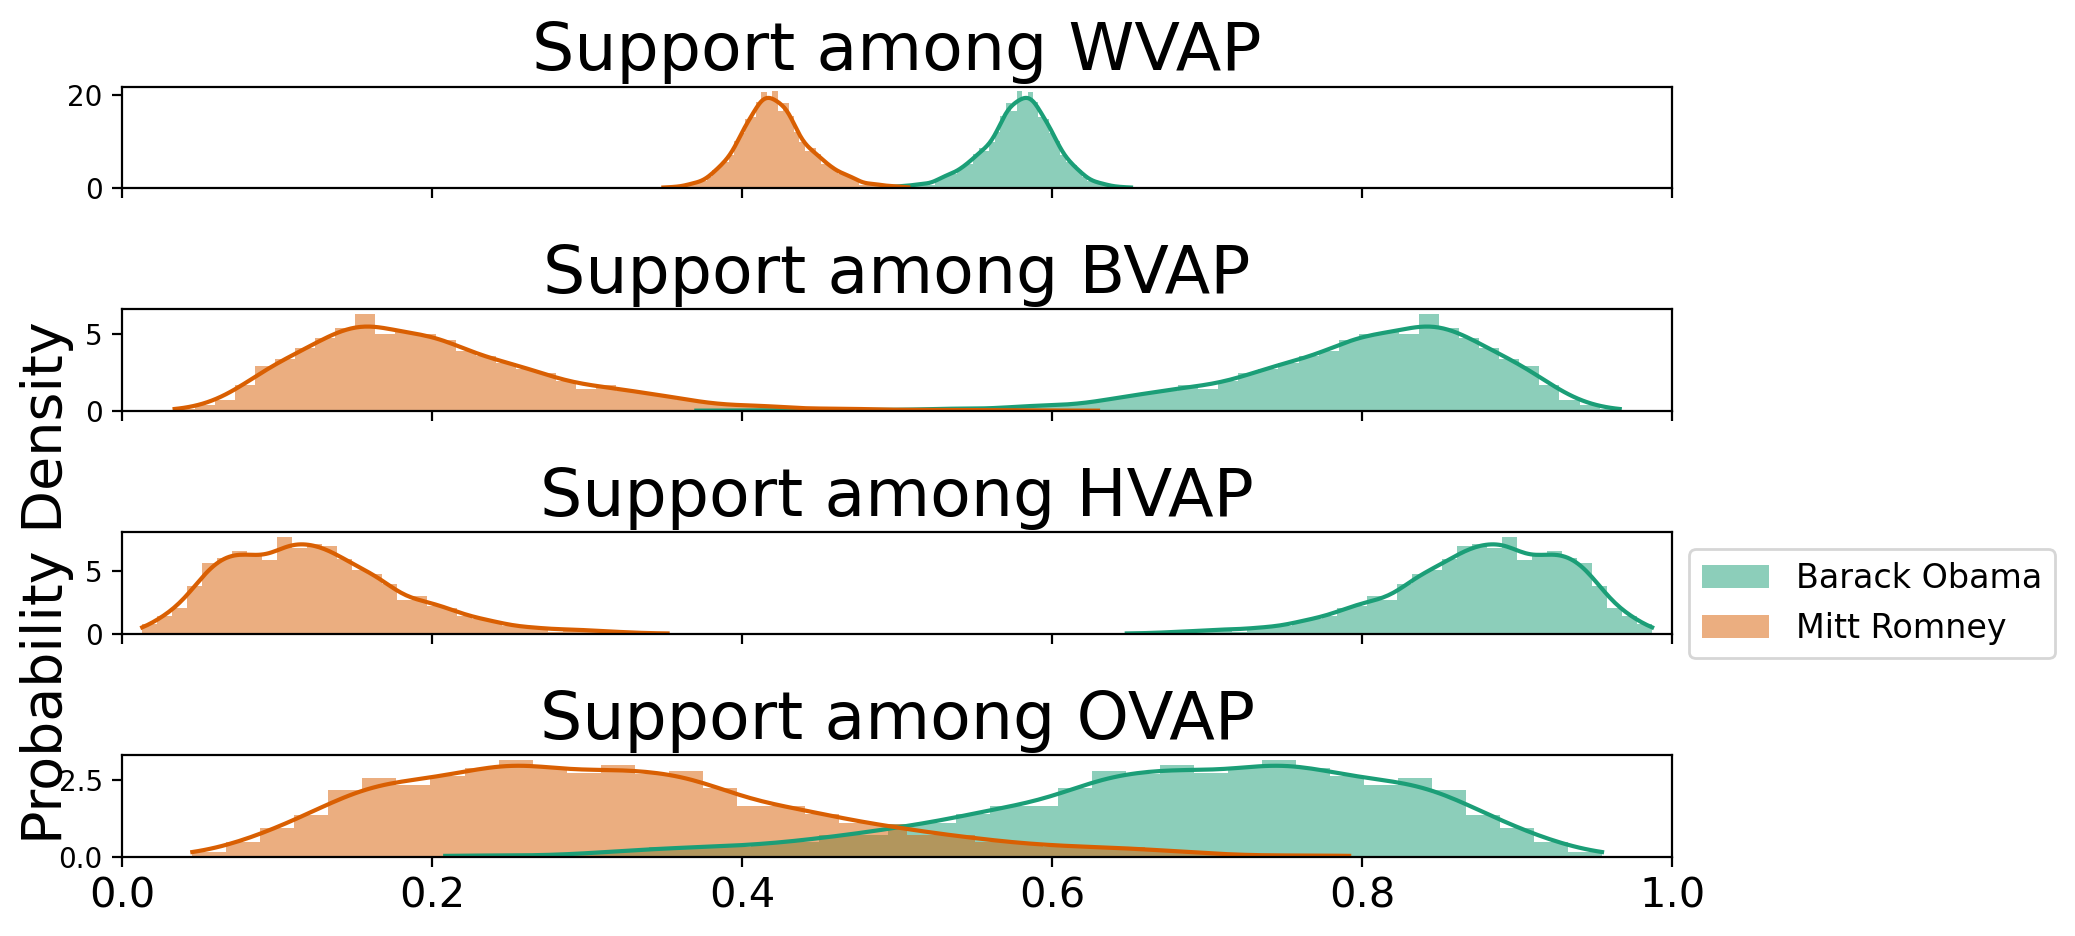 Support among WVAP
20
0
Support among BVAP
5
0
Support among HVAP
5
0
Support among OVAP
2.5
0.0
0.0 0.2 0.4 0.6 0.8 1.0
Probability Density
Barack Obama
Mitt Romney